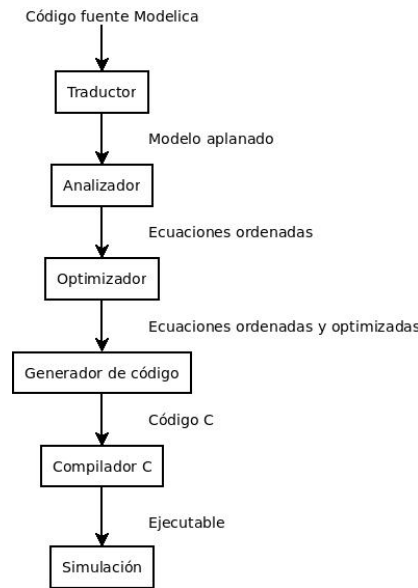 Código fuente Modelica
Traductor
Modelo aplanado
Analizador
Ecuaciones ordenadas
Optimizador
Ecuaciones ordenadas y optimizadas
Generador de código
Código C
Compilador C
Ejecutable
Simulación